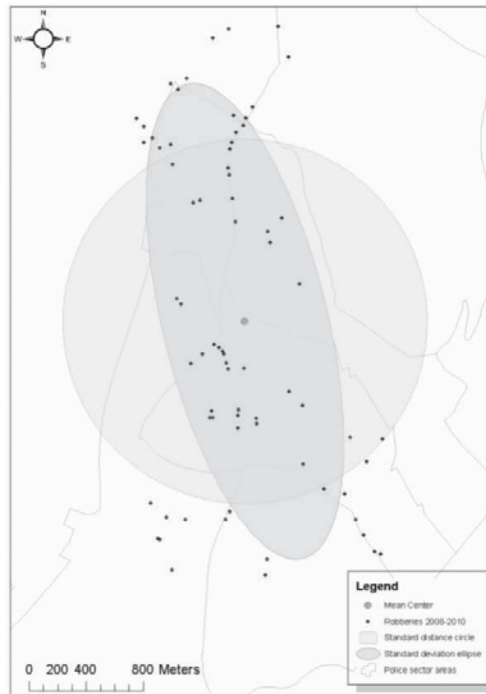 N
W E
S
Legend
Mean Center
Robberies 2008-2010
Standard distance circle
Standard deviation ellipse
Police sector areas
0 200 400 800 Meters